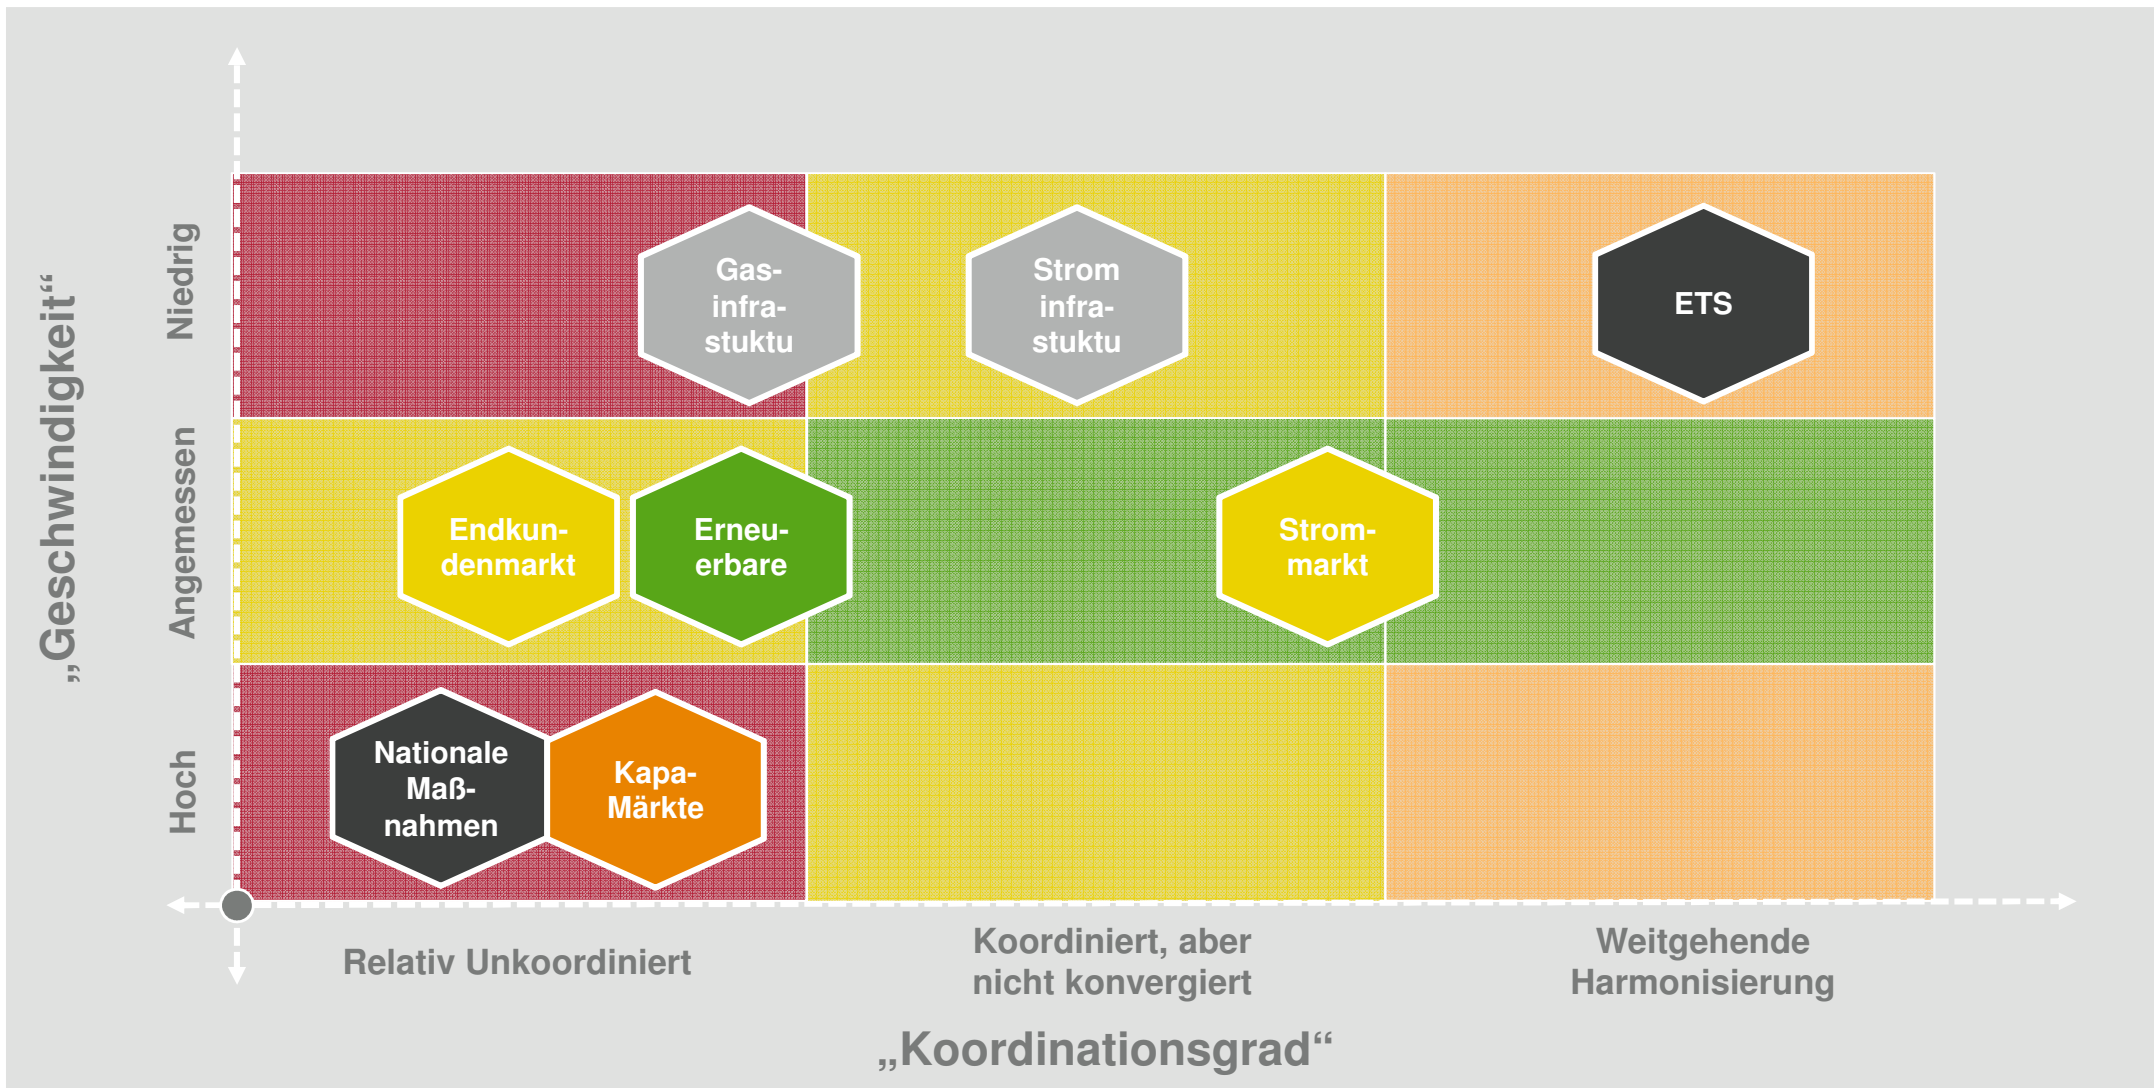 „Geschwindigkeit“
Niedrig
Angemessen
Hoch
Gas-
infra-
stuktu
Strom
infra-
stuktu
ETS
Endkun-
denmarkt
Erneu-
erbare
Strom-
markt
Nationale
Maß-
nahmen
Kapa-
Märkte
Relativ Unkoordiniert
Koordiniert, aber
nicht konvergiert
Weitgehende
Harmonisierung
„Koordinationsgrad“